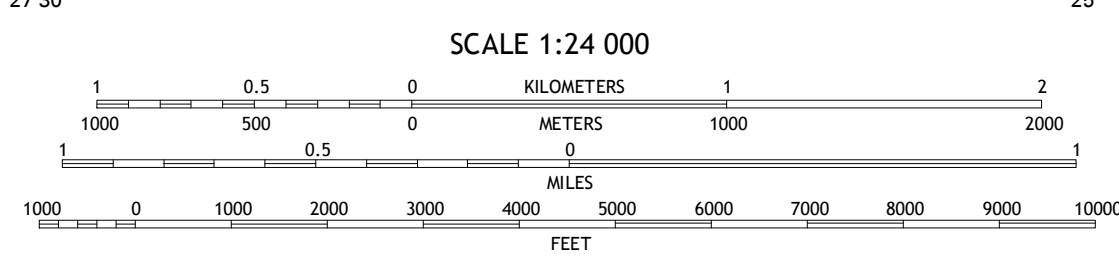 27'30"
25'
SCALE 1:24 000
1 0.5 0 KILOMETERS 1 2
1000 500 0 METERS 1000 2000
1 0.5 0 1
MILES
1000 0 1000 2000 3000 4000 5000 6000 7000 8000 9000 10000
FEET